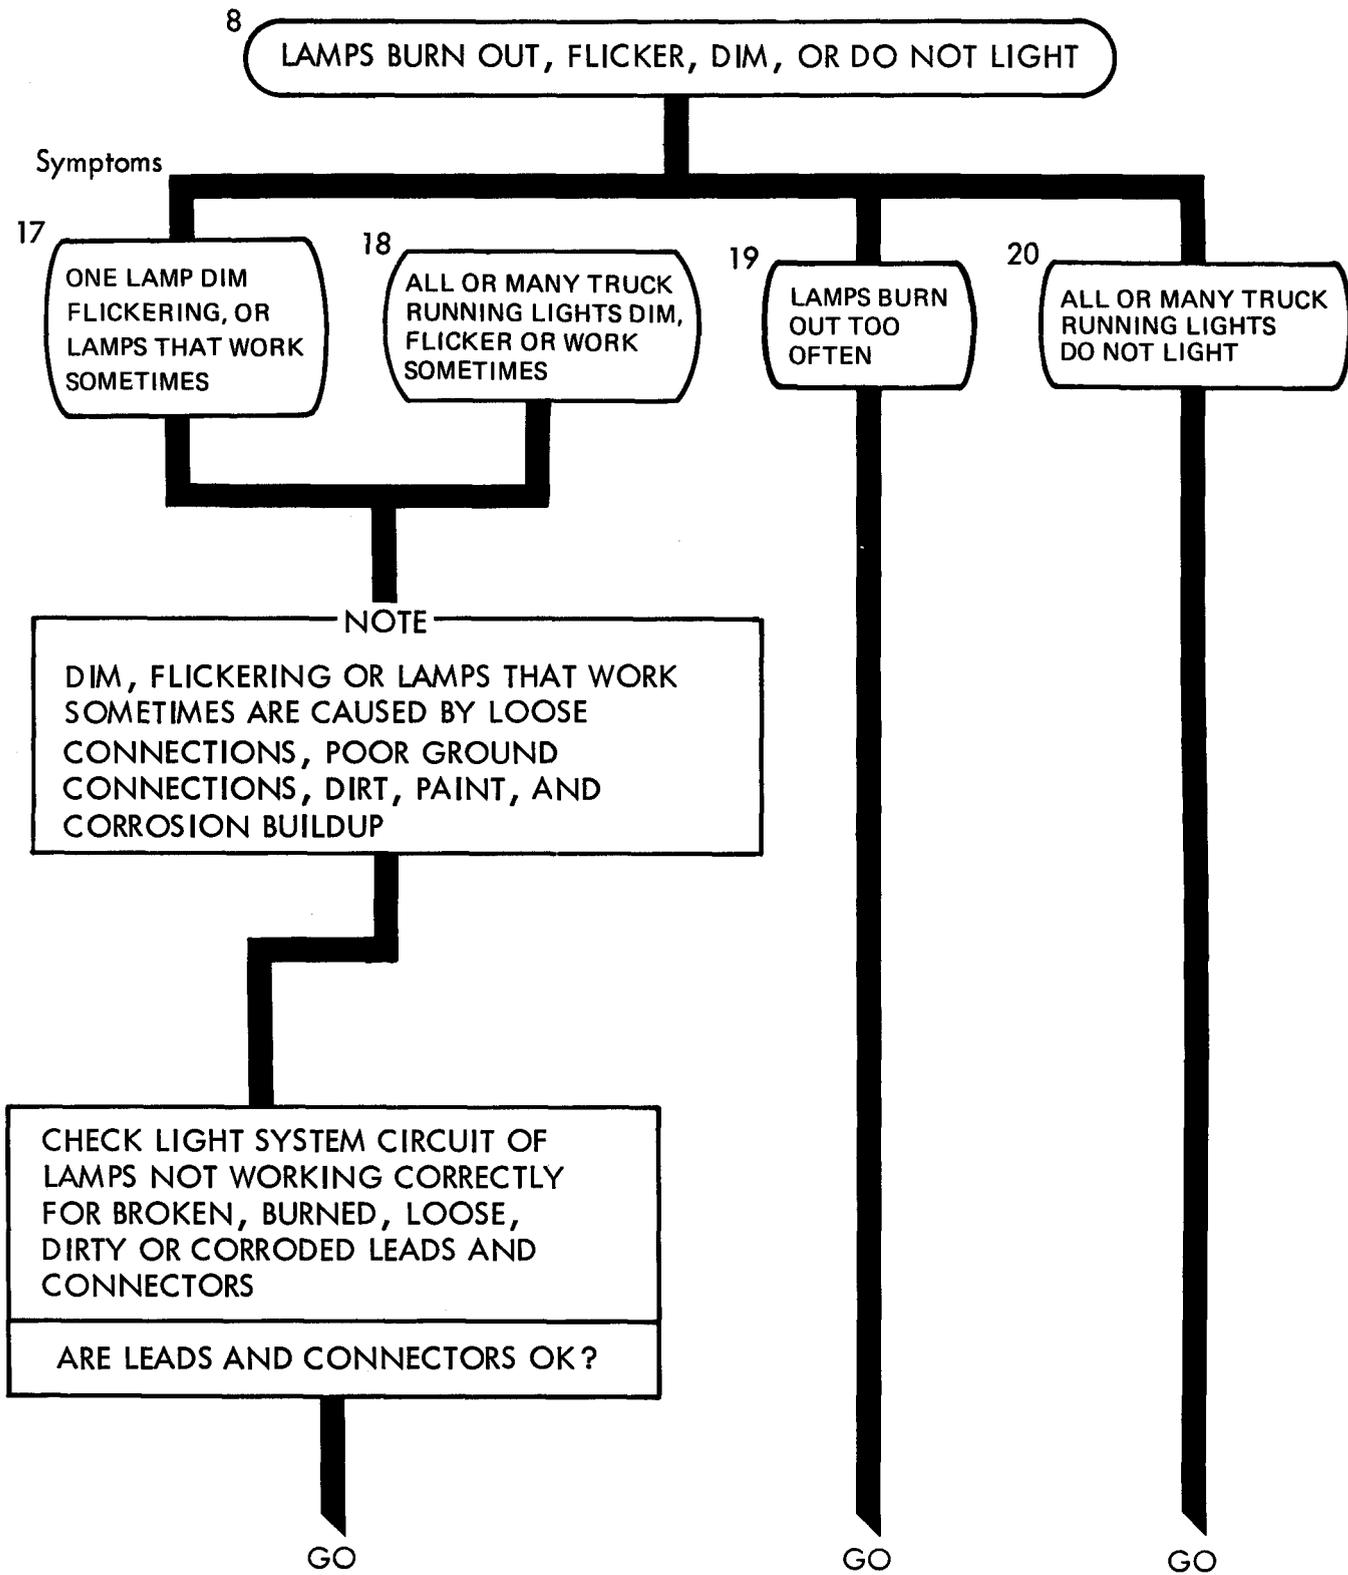 8
LAMPS BURN OUT, FLICKER, DIM, OR DO NOT LIGHT
Symptoms
17
ONE LAMP DIM
FLICKERING, OR
LAMPS THAT WORK
SOMETIMES
18
ALL OR MANY TRUCK
RUNNING LIGHTS DIM,
FLICKER OR WORK
SOMETIMES
19
LAMPS BURN
OUT TOO
OFTEN
20
ALL OR MANY TRUCK
RUNNING LIGHTS
DO NOT LIGHT
NOTE
DIM, FLICKERING OR LAMPS THAT WORK
SOMETIMES ARE CAUSED BY LOOSE
CONNECTIONS, POOR GROUND
CONNECTIONS, DIRT, PAINT, AND
CORROSION BUILDUP
CHECK LIGHT SYSTEM CIRCUIT OF
LAMPS NOT WORKING CORRECTLY
FOR BROKEN, BURNED, LOOSE,
DIRTY OR CORRODED LEADS AND
CONNECTORS
ARE LEADS AND CONNECTORS OK?
GO
GO
GO